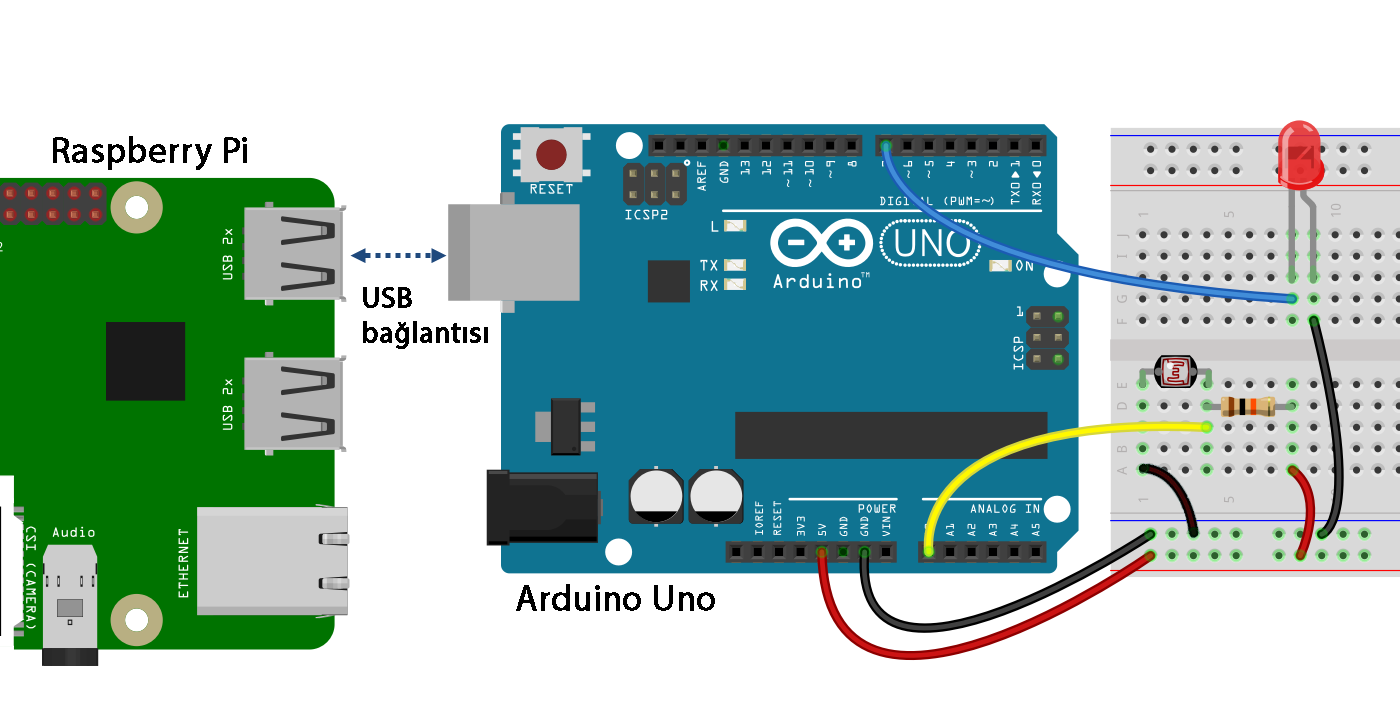 Raspberry Pi
USB 2x
USB 2x
ETHERNET
Audio
CSI (CAMERA)
USB
bağlantısı
RESET
ICSP2
AREF
GND
13
12
~11
~10
~9
8
7
~6
~5
4
~3
2
TX0▶1
RX0◀0
DIGITAL (PWM=~)
L
TX
RX
UNO
ON
Arduino™
1
ICSP
IOREF
RESET
3V3
5V
GND
GND
VIN
POWER
ANALOG IN
A1
A2
A3
A4
A5
Arduino Uno
1
5
10
J
I
H
G
F
E
D
B
A
1
5